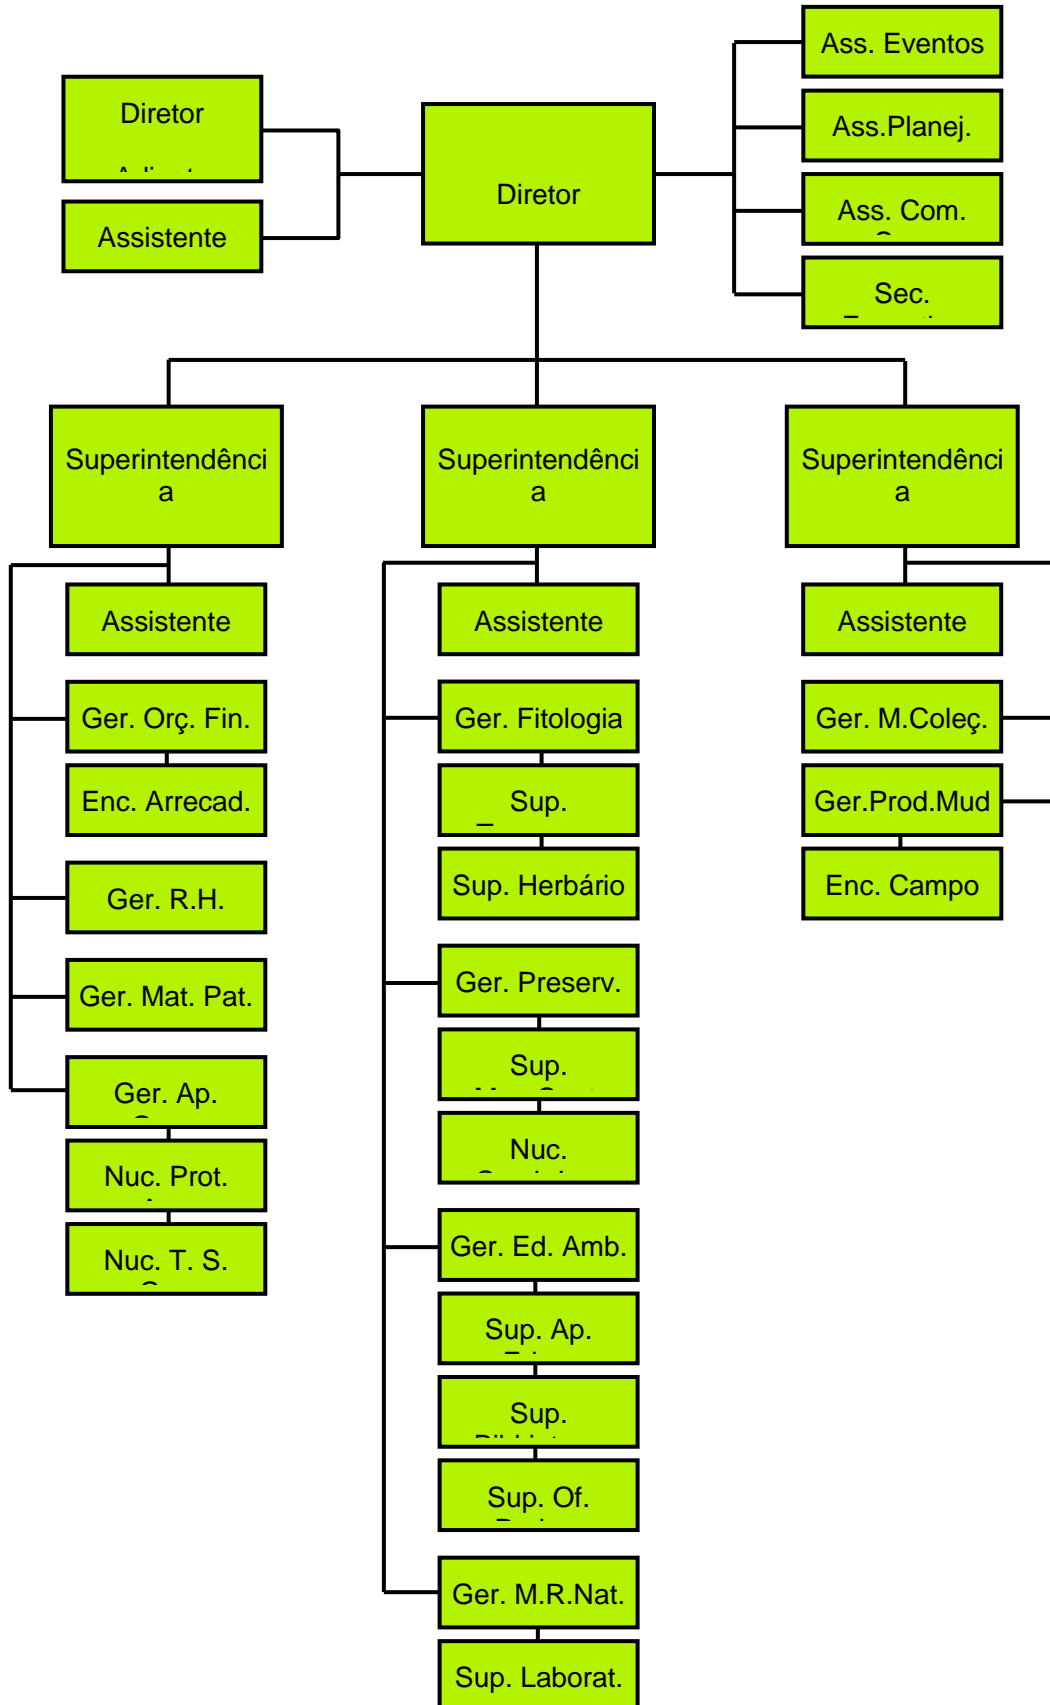 Ass. Eventos
Diretor
Ass.Planej.
Diretor
Assistente
Ass. Com.
Sec.
Superintendênci
a
Superintendênci
a
Superintendênci
a
Assistente
Ger. Orç. Fin.
Enc. Arrecad.
Ger. R.H.
Ger. Mat. Pat.
Ger. Ap.
Nuc. Prot.
Nuc. T. S.
Assistente
Ger. Fitologia
Sup.
Sup. Herbário
Ger. Preserv.
Sup.
Nuc.
Ger. Ed. Amb.
Sup. Ap.
Sup.
Sup. Of.
Ger. M.R.Nat.
Sup. Laborat.
Assistente
Ger. M.Coleç.
Ger.Prod.Mud
Enc. Campo